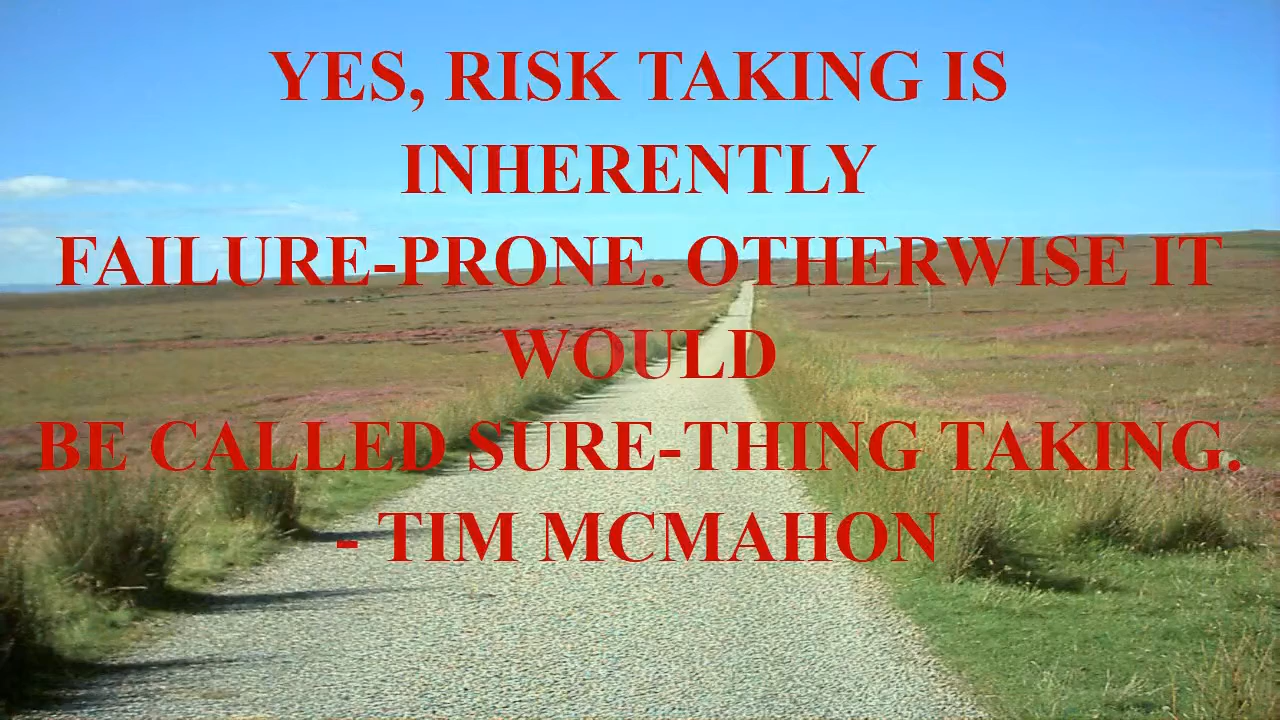 YES, RISK TAKING IS
INHERENTLY
FAILURE-PRONE. OTHERWISE IT
WOULD
BE CALLED SURE-THING TAKING.
- TIM MCMAHON